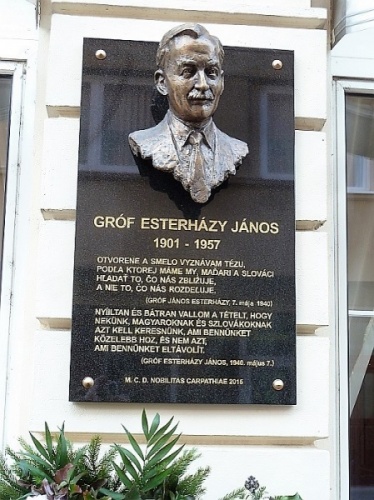 GRÓF ESTERHÁZY JÁNOS
1901 - 1957
OTVORENE A SMELO VYZNÁVAM TÉZU,
PODĽA KTOREJ MÁME MY, MAĎARI A SLOVÁCI
HĽADAŤ TO, ČO NÁS ZBLIŽUJE,
A NIE TO, ČO NÁS ROZDEĽUJE.
(GRÓF JÁNOS ESTERHÁZY, 7. mája 1940)
NYÍLTAN ÉS BÁTRAN VALLOM A TÉTELT, HOGY
NEKÜNK, MAGYAROKNAK ÉS SZLOVÁKOKNAK
AZT KELL KERESNÜNK, AMI BENNÜNKET
KÖZELEBB HOZ, ÉS NEM AZT,
AMI BENNÜNKET ELTÁVOLÍT.
(GRÓF ESTERHÁZY JÁNOS, 1940. május 7.)
M. C. D. NOBILITAS CARPATHIAE 2015